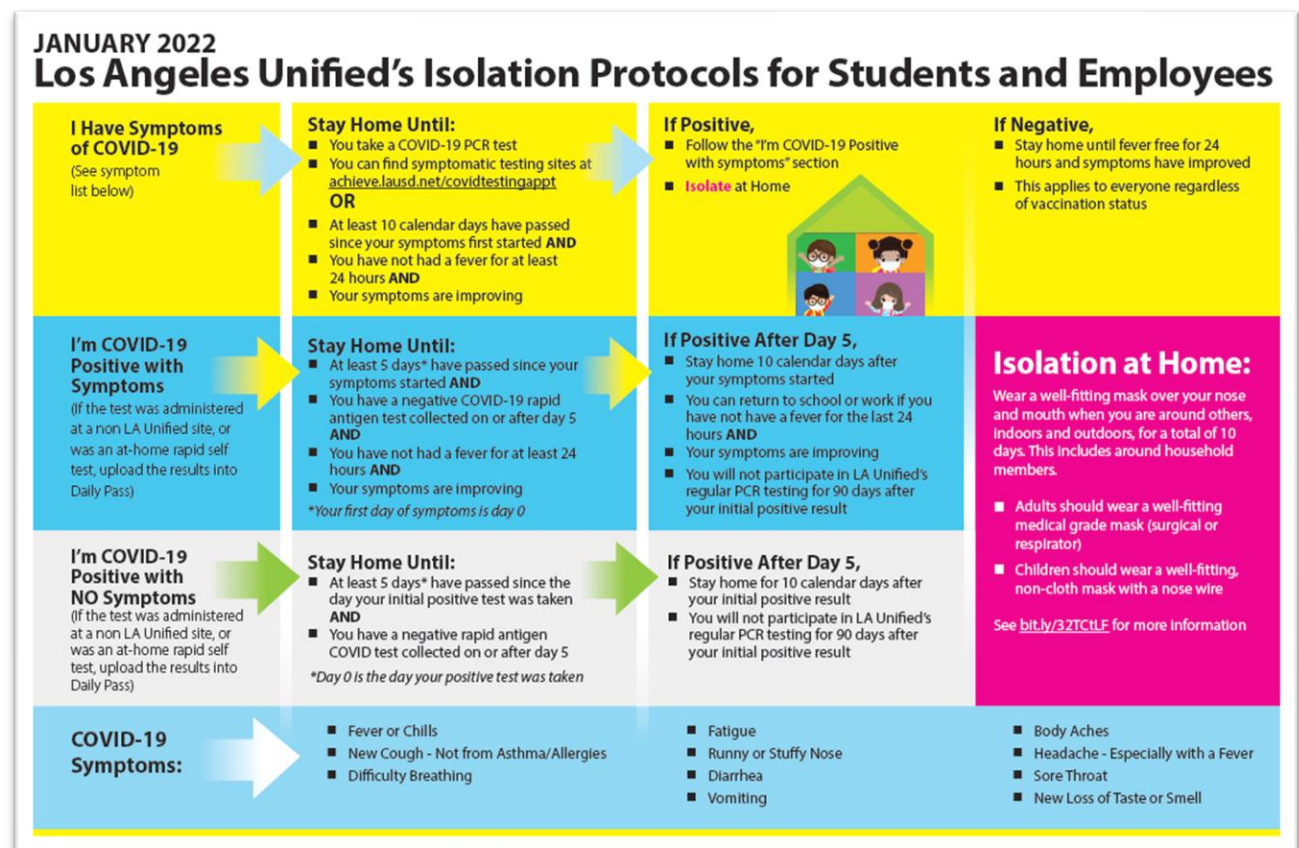 JANUARY 2022
Los Angeles Unified's Isolation Protocols for Students and Employees
I Have Symptoms
of COVID-19
(See symptom
list below)
Stay Home Until:
■ You take a COVID-19 PCR test
■ You can find symptomatic testing sites at
achieve.lausd.net/covidtestingappt
OR
■ At least 10 calendar days have passed
since your symptoms first started AND
■ You have not had a fever for at least
24 hours AND
■ Your symptoms are improving
If Positive,
■ Follow the "I'm COVID-19 Positive
with symptoms" section
■ Isolate at Home
If Negative,
■ Stay home until fever free for 24
hours and symptoms have improved
■ This applies to everyone regardless
of vaccination status
I'm COVID-19
Positive with
Symptoms
(If the test was administered
at a non LA Unified site, or
was an at-home rapid self
test, upload the results into
Daily Pass)
Stay Home Until:
■ At least 5 days* have passed since your
symptoms started AND
■ You have a negative COVID-19 rapid
antigen test collected on or after day 5
AND
■ You have not had a fever for at least 24
hours AND
■ Your symptoms are improving
*Your first day of symptoms is day 0
If Positive After Day 5,
■ Stay home 10 calendar days after
your symptoms started
■ You can return to school or work if you
have not have a fever for the last 24
hours AND
■ Your symptoms are improving
■ You will not participate in LA Unified's
regular PCR testing for 90 days after
your initial positive result
Isolation at Home:
Wear a well-fitting mask over your nose
and mouth when you are around others,
indoors and outdoors, for a total of 10
days. This includes around household
members.
■ Adults should wear a well-fitting
medical grade mask (surgical or
respirator)
■ Children should wear a well-fitting,
non-cloth mask with a nose wire
See bit.ly/32TCtLF for more information
I'm COVID-19
Positive with
NO Symptoms
(If the test was administered
at a non LA Unified site, or
was an at-home rapid self
test, upload the results into
Daily Pass)
Stay Home Until:
■ At least 5 days* have passed since the
day your initial positive test was taken
AND
■ You have a negative rapid antigen
COVID test collected on or after day 5
*Day 0 is the day your positive test was taken
If Positive After Day 5,
■ Stay home for 10 calendar days after
your initial positive result
■ You will not participate in LA Unified's
regular PCR testing for 90 days after
your initial positive result
COVID-19
Symptoms:
■ Fever or Chills
■ New Cough - Not from Asthma/Allergies
■ Difficulty Breathing
■ Fatigue
■ Runny or Stuffy Nose
■ Diarrhea
■ Vomiting
■ Body Aches
■ Headache - Especially with a Fever
■ Sore Throat
■ New Loss of Taste or Smell